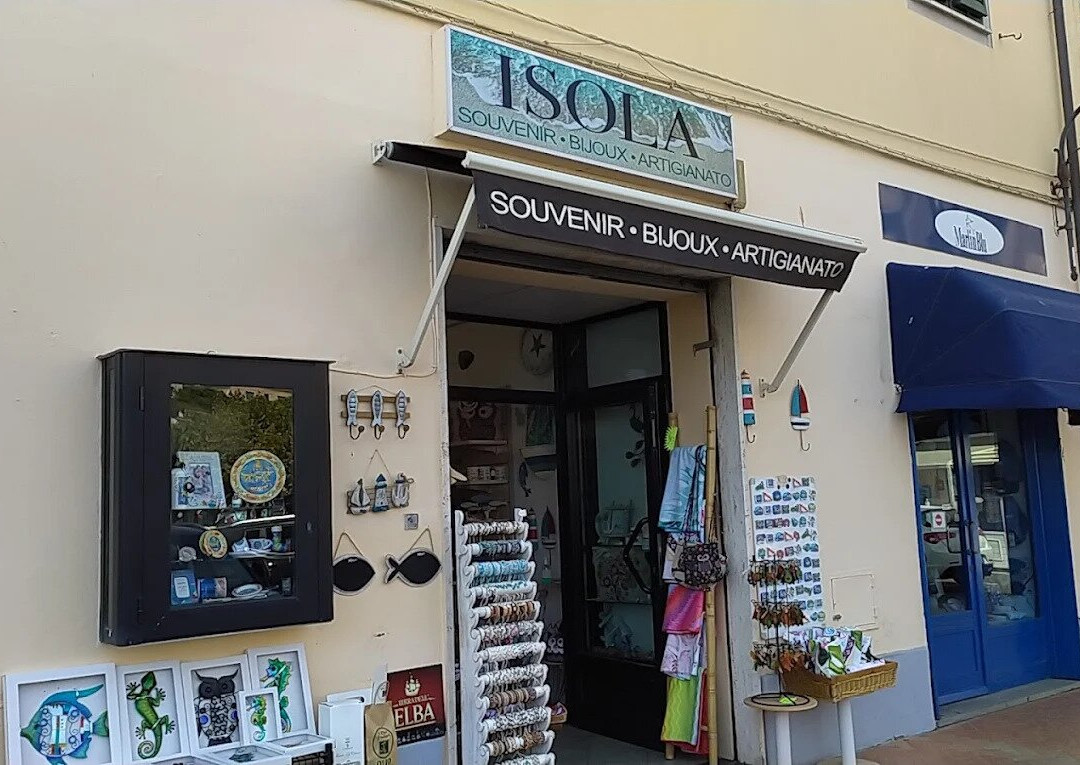 ISOLA
SOUVENIR • BIJOUX • ARTIGIANATO
SOUVENIR • BIJOUX • ARTIGIANATO
Martin Blu
ELBA